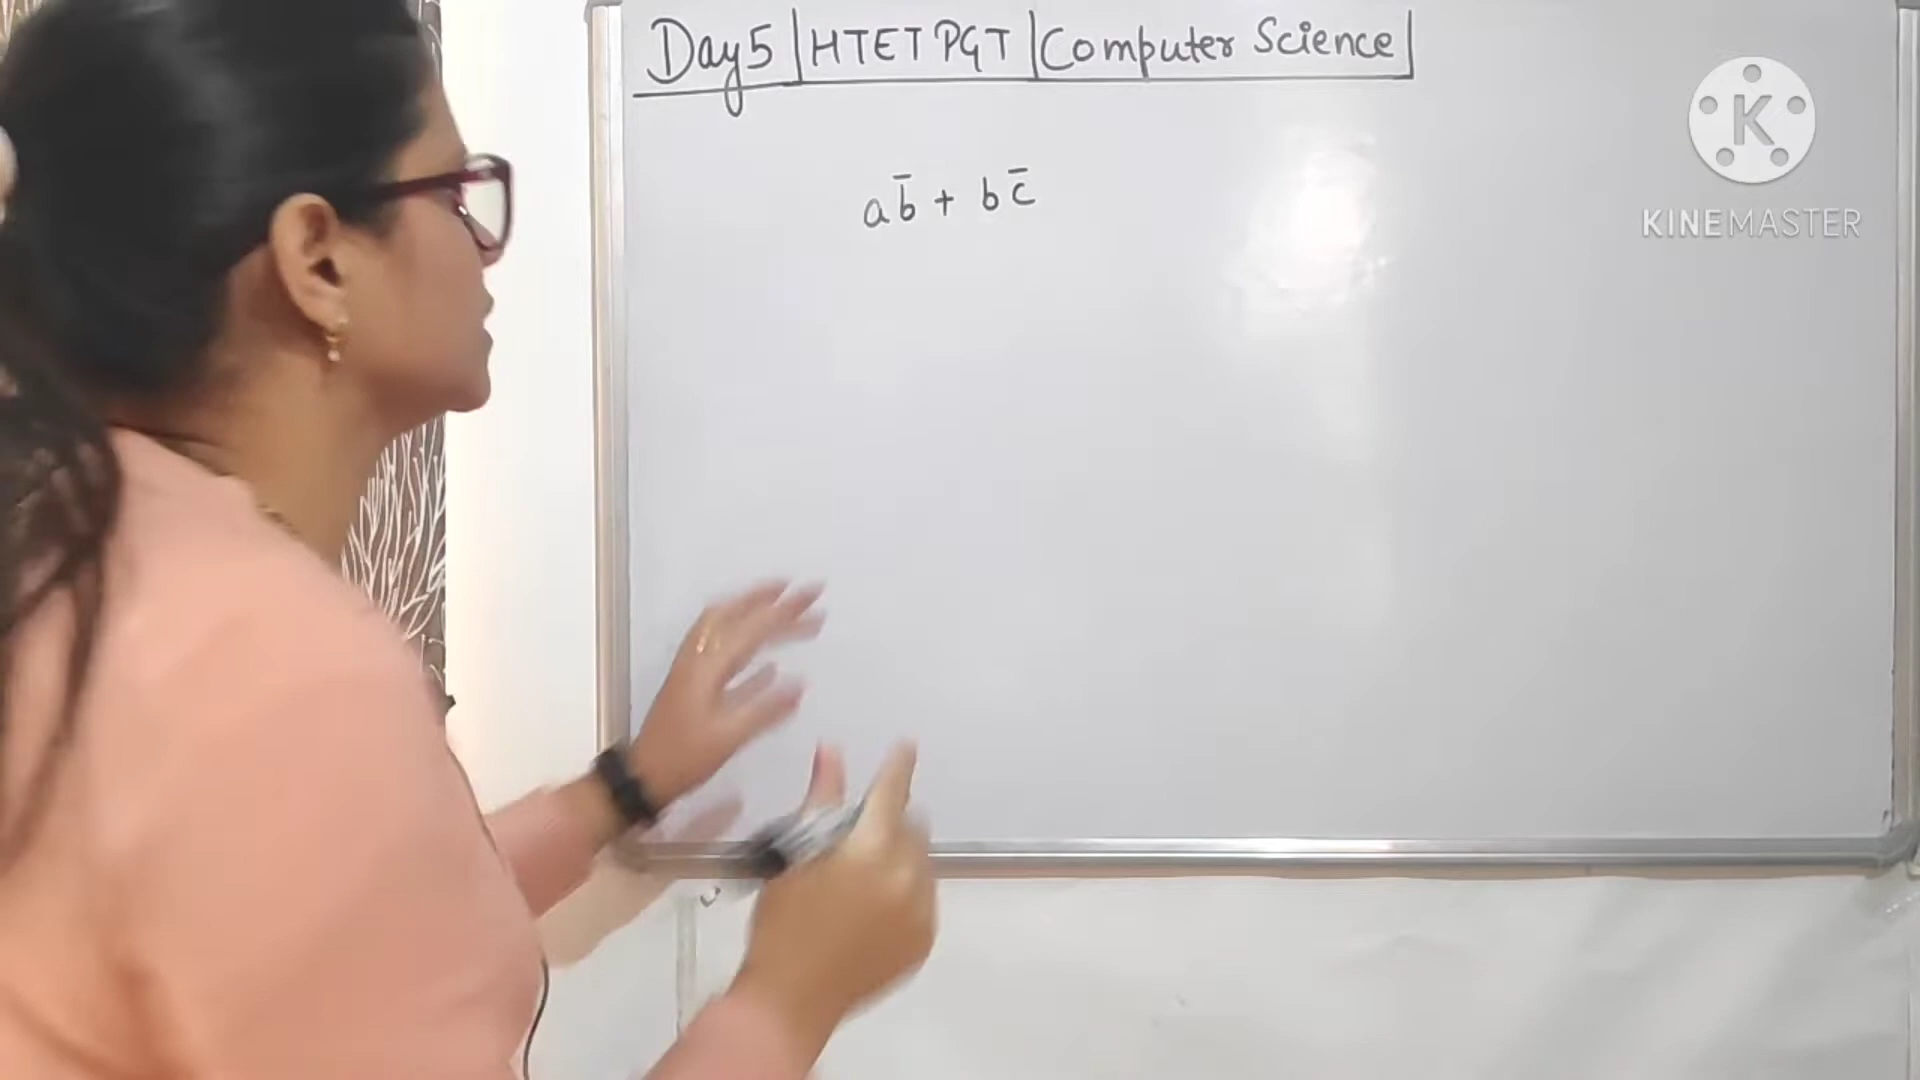 Day5|HTET PGT|Computer Science|
ab̄ + bc̄
K
KINEMASTER